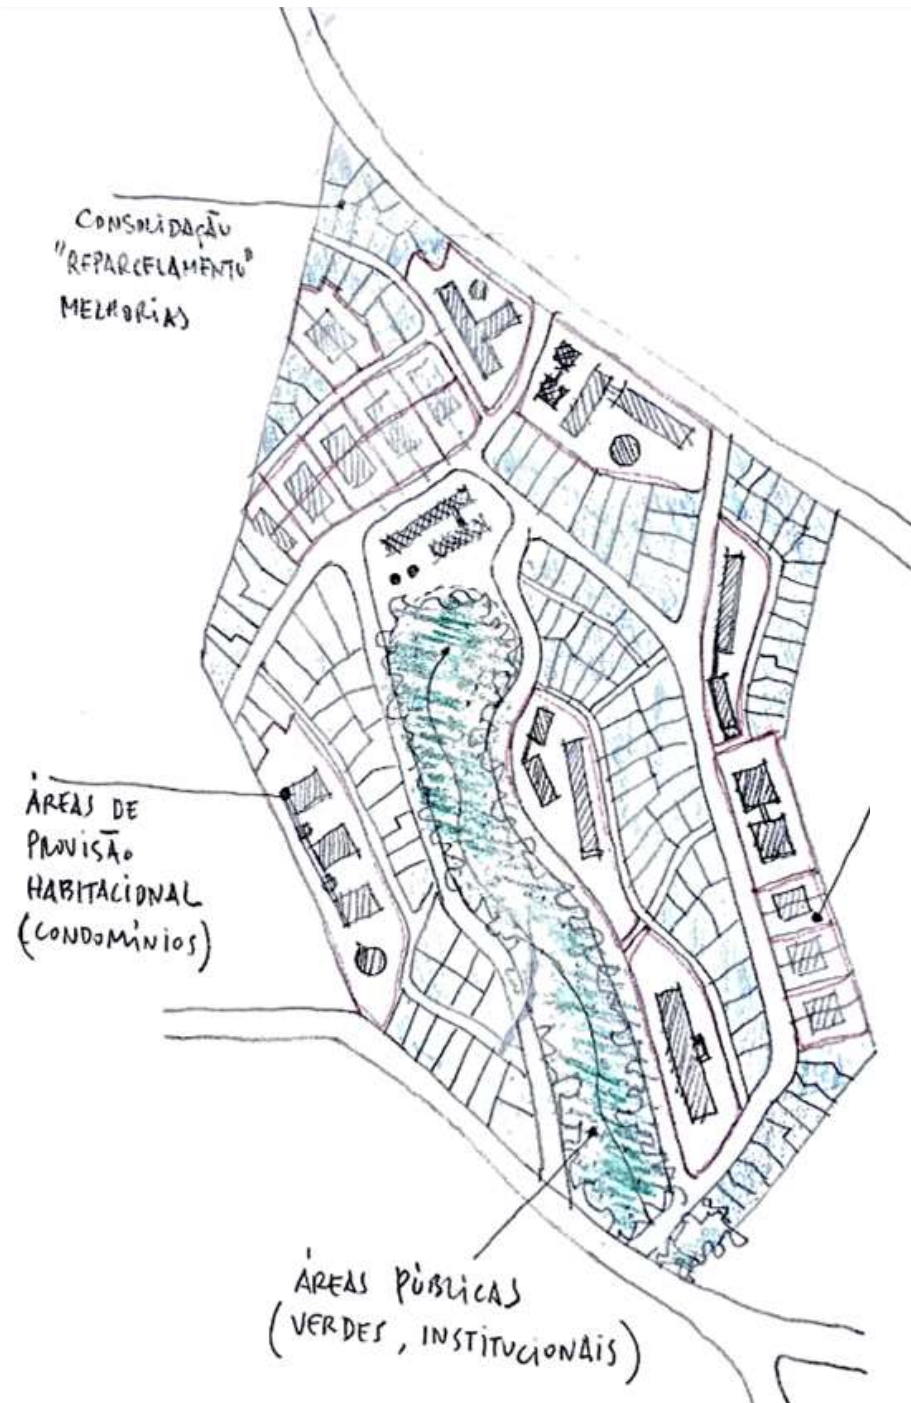 CONSOLIDAÇÃO
"REPARCELAMENTO"
MELHORIAS
ÁREAS DE
PROVISÃO
HABITACIONAL
(CONDOMÍNIOS)
ÁREAS PÚBLICAS
(VERDES, INSTITUCIONAIS)